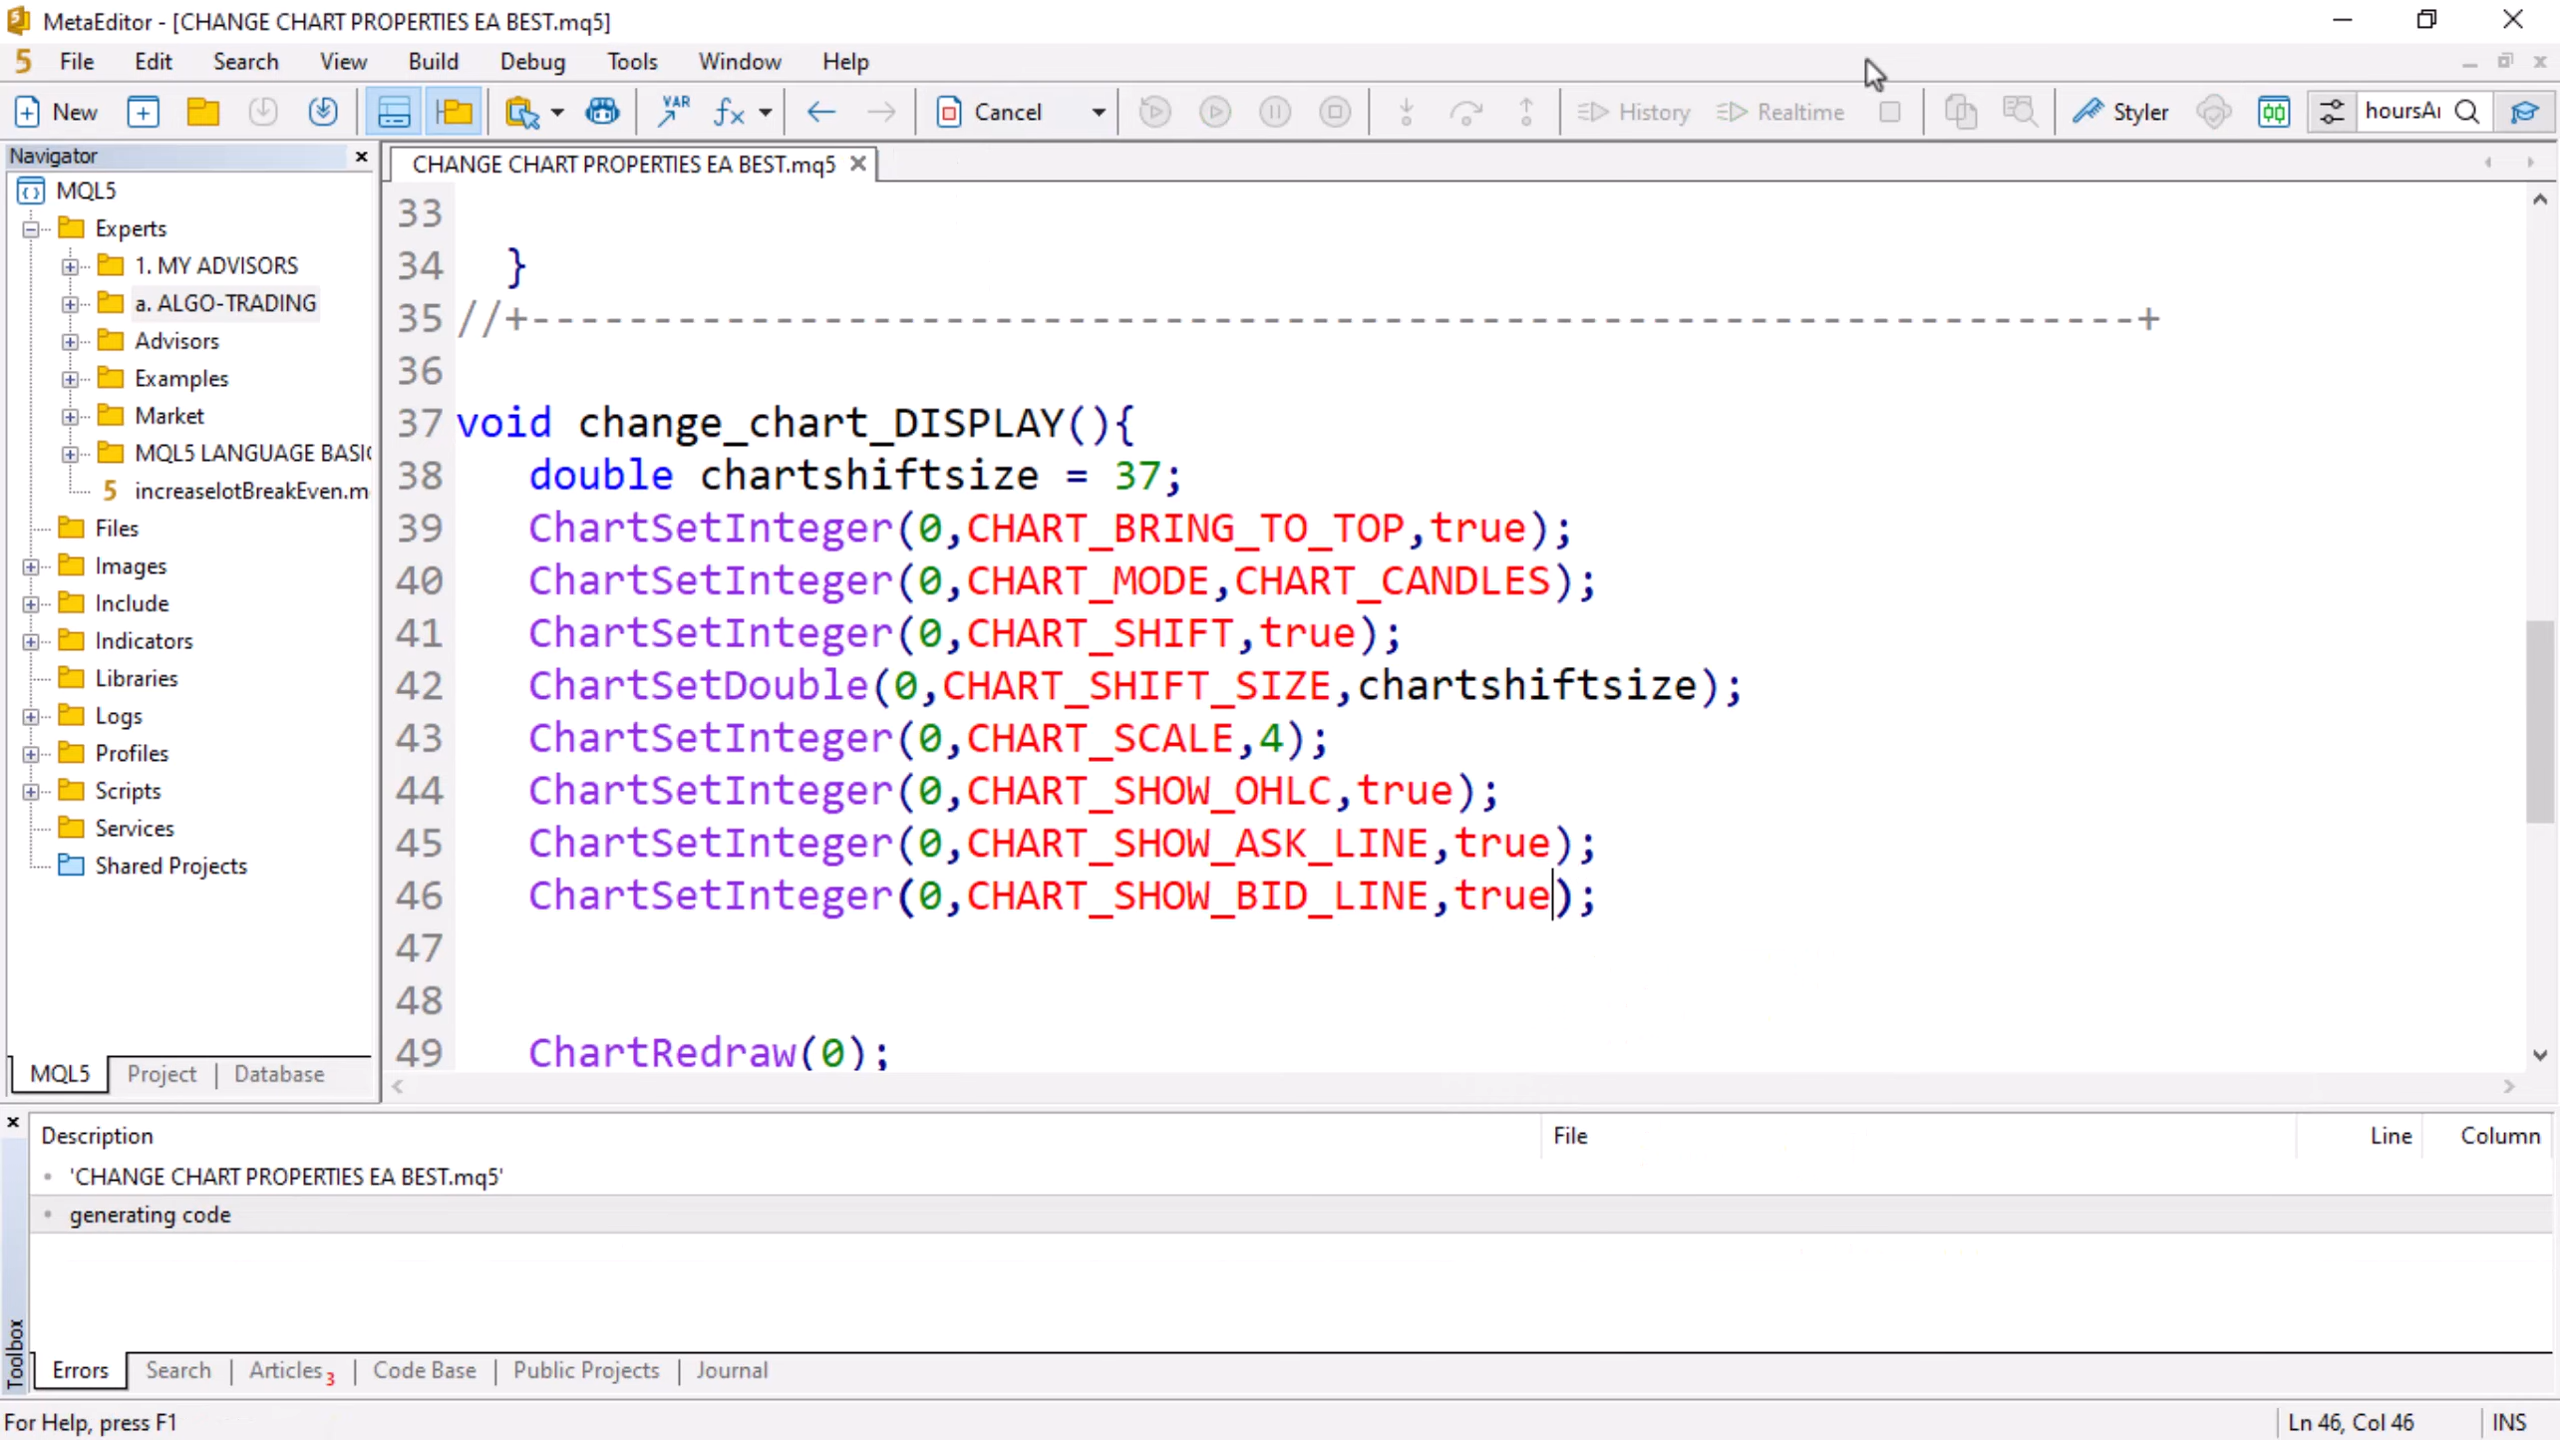 MetaEditor - [CHANGE CHART PROPERTIES EA BEST.mq5]
5 File Edit Search View Build Debug Tools Window Help
New VAR fx Cancel History Realtime Styler hoursAı
Navigator
MQL5
Experts
1. MY ADVISORS
a. ALGO-TRADING
Advisors
Examples
Market
MQL5 LANGUAGE BASI
5 increaselotBreakEven.m
Files
Images
Include
Indicators
Libraries
Logs
Profiles
Scripts
Services
Shared Projects
MQL5 Project Database
CHANGE CHART PROPERTIES EA BEST.mq5
33
34 }
35 //+------------------------------------------------------------------+
36
37 void change_chart_DISPLAY(){
38 double chartshiftsize = 37;
39 ChartSetInteger(0,CHART_BRING_TO_TOP,true);
40 ChartSetInteger(0,CHART_MODE,CHART_CANDLES);
41 ChartSetInteger(0,CHART_SHIFT,true);
42 ChartSetDouble(0,CHART_SHIFT_SIZE,chartshiftsize);
43 ChartSetInteger(0,CHART_SCALE,4);
44 ChartSetInteger(0,CHART_SHOW_OHLC,true);
45 ChartSetInteger(0,CHART_SHOW_ASK_LINE,true);
46 ChartSetInteger(0,CHART_SHOW_BID_LINE,true);
47
48
49 ChartRedraw(0);
Description File Line Column
'CHANGE CHART PROPERTIES EA BEST.mq5'
generating code
Toolbox
Errors Search Articles 3 Code Base Public Projects Journal
For Help, press F1 Ln 46, Col 46 INS